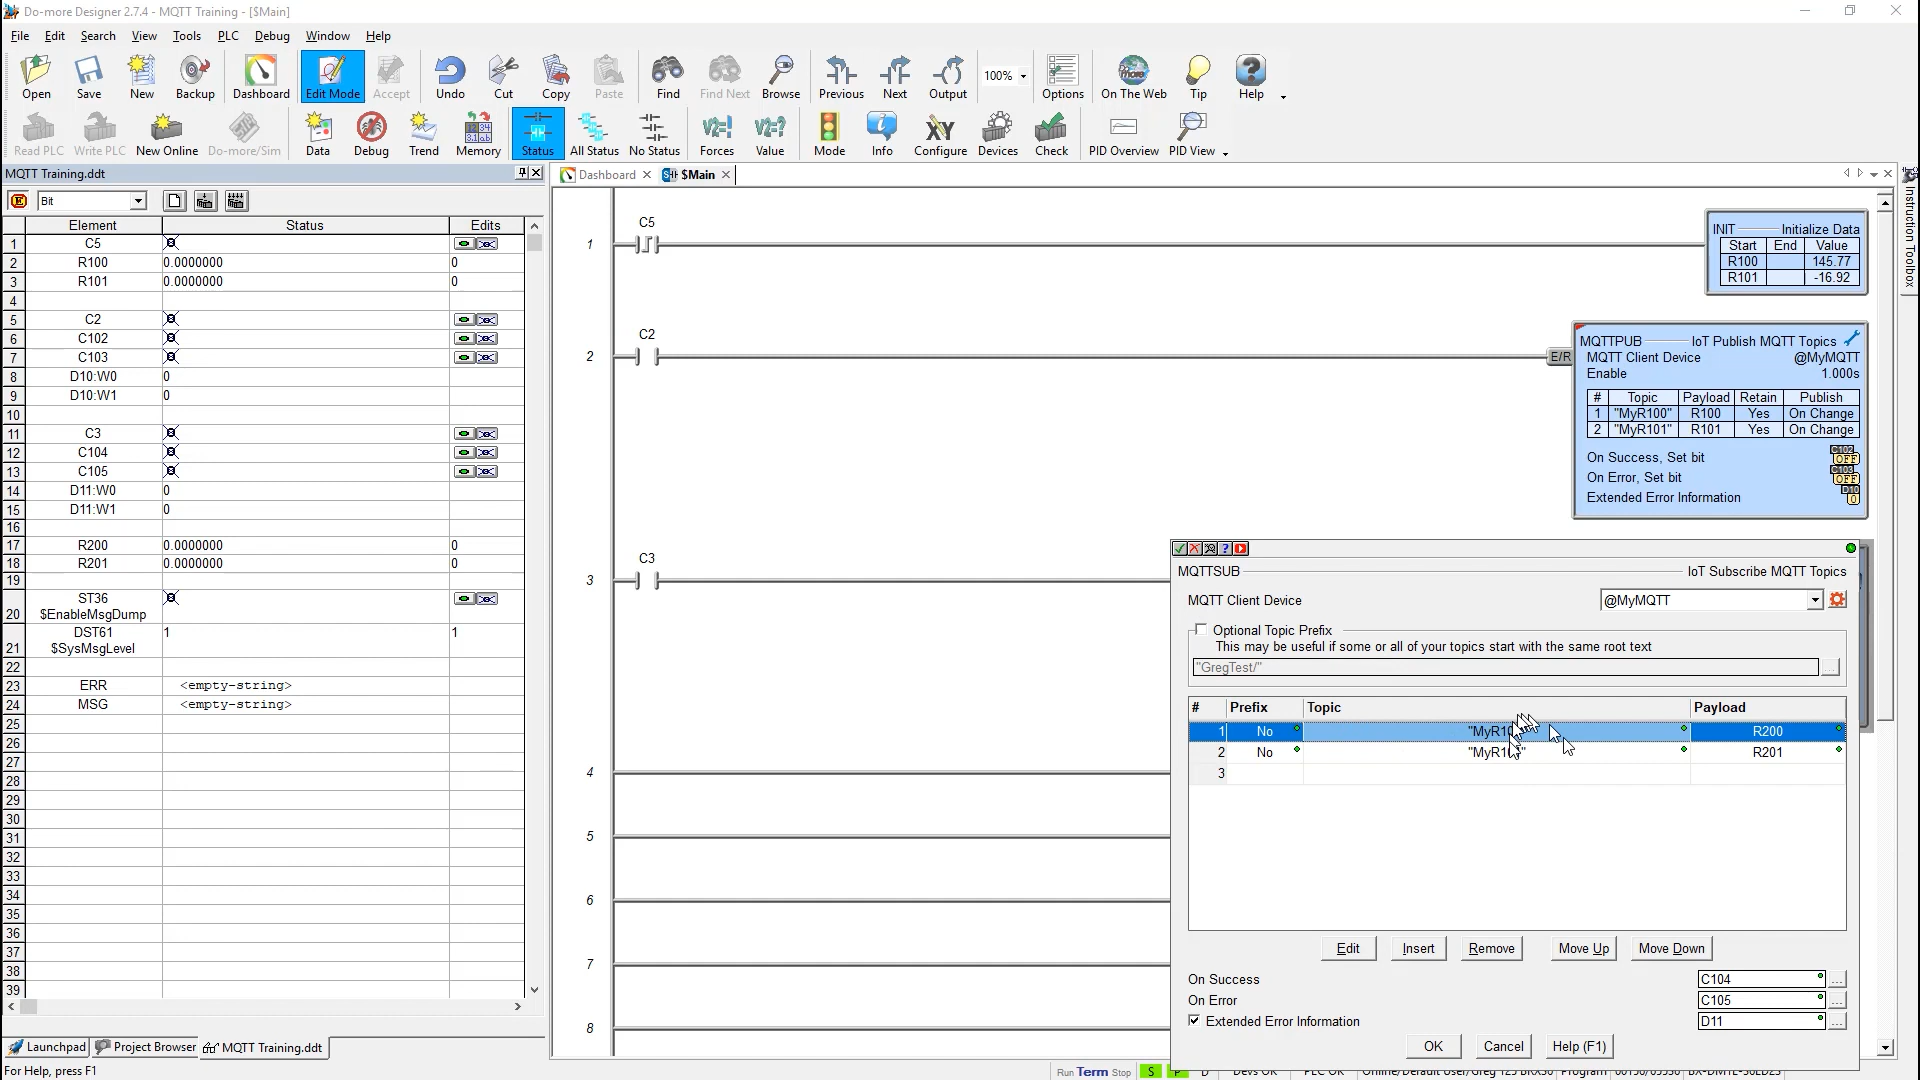 Do-more Designer 2.7.4 - MQTT Training - [$Main]
File Edit Search View Tools PLC Debug Window Help
Open Save New Backup Dashboard Edit Mode Accept Undo Cut Copy Paste Find Find Next Browse Previous Next Output 100% Options On The Web Tip Help
Read PLC Write PLC New Online Do-more/Sim Data Debug Trend Memory Status All Status No Status Forces Value Mode Info Configure Devices Check PID Overview PID View
MQTT Training.ddt
Dashboard $Main
Instruction Toolbox
Bit
Element Status Edits
1 C5
2 R100 0.0000000 0
3 R101 0.0000000 0
4
5 C2
6 C102
7 C103
8 D10:W0 0
9 D10:W1 0
10
11 C3
12 C104
13 C105
14 D11:W0 0
15 D11:W1 0
16
17 R200 0.0000000 0
18 R201 0.0000000 0
19
20 ST36 $EnableMsgDump
21 DST61 $SysMsgLevel 1 1
22
23 ERR <empty-string>
24 MSG <empty-string>
25
26
27
28
29
30
31
32
33
34
35
36
37
38
39
C5
1
INIT Initialize Data
Start End Value
R100 145.77
R101 -16.92
C2
2
E/R
MQTTPUB IoT Publish MQTT Topics
MQTT Client Device @MyMQTT
Enable 1.000s
# Topic Payload Retain Publish
1 "MyR100" R100 Yes On Change
2 "MyR101" R101 Yes On Change
On Success, Set bit C102 OFF
On Error, Set bit C103 OFF
Extended Error Information D10 0
C3
3
4
5
6
7
8
MQTTSUB IoT Subscribe MQTT Topics
MQTT Client Device @MyMQTT
Optional Topic Prefix
This may be useful if some or all of your topics start with the same root text
"GregTest/"
# Prefix Topic Payload
1 No R200
2 No R201
3
Edit Insert Remove Move Up Move Down
On Success C104
On Error C105
Extended Error Information D11
OK Cancel Help (F1)
Launchpad Project Browser MQTT Training.ddt
For Help, press F1
Run Term Stop S